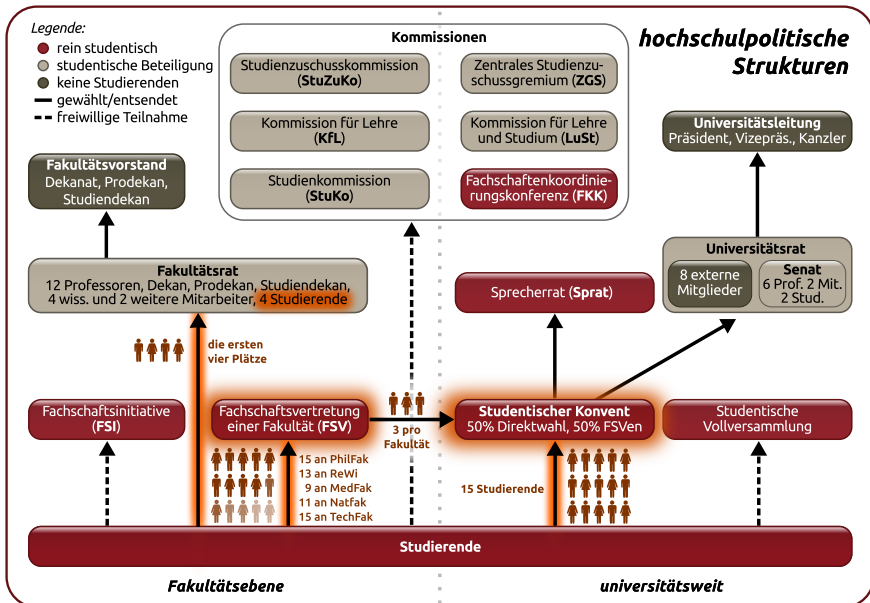 Legende:
rein studentisch
studentische Beteiligung
keine Studierenden
gewählt/entsendet
freiwillige Teilnahme
hochschulpolitische
Strukturen
Kommissionen
Studienzuschusskommission
(StuZuKo)
Zentrales Studienzu-
schussgremium (ZGS)
Kommission für Lehre
(KfL)
Kommission für Lehre
und Studium (LuSt)
Studienkommission
(StuKo)
Fachschaftenkoordinie-
rungskonferenz (FKK)
Universitätsleitung
Präsident, Vizepräs., Kanzler
Fakultätsvorstand
Dekanat, Prodekan,
Studiendekan
Fakultätsrat
12 Professoren, Dekan, Prodekan, Studiendekan,
4 wiss. und 2 weitere Mitarbeiter, 4 Studierende
Sprecherrat (Sprat)
Universitätsrat
8 externe
Mitglieder
Senat
6 Prof. 2 Mit.
2 Stud.
die ersten
vier Plätze
Fachschaftsinitiative
(FSI)
Fachschaftsvertretung
einer Fakultät (FSV)
3 pro
Fakultät
Studentischer Konvent
50% Direktwahl, 50% FSVen
Studentische
Vollversammlung
15 an PhilFak
13 an ReWi
9 an MedFak
11 an Natfak
15 an TechFak
15 Studierende
Studierende
Fakultätsebene
universitätsweit